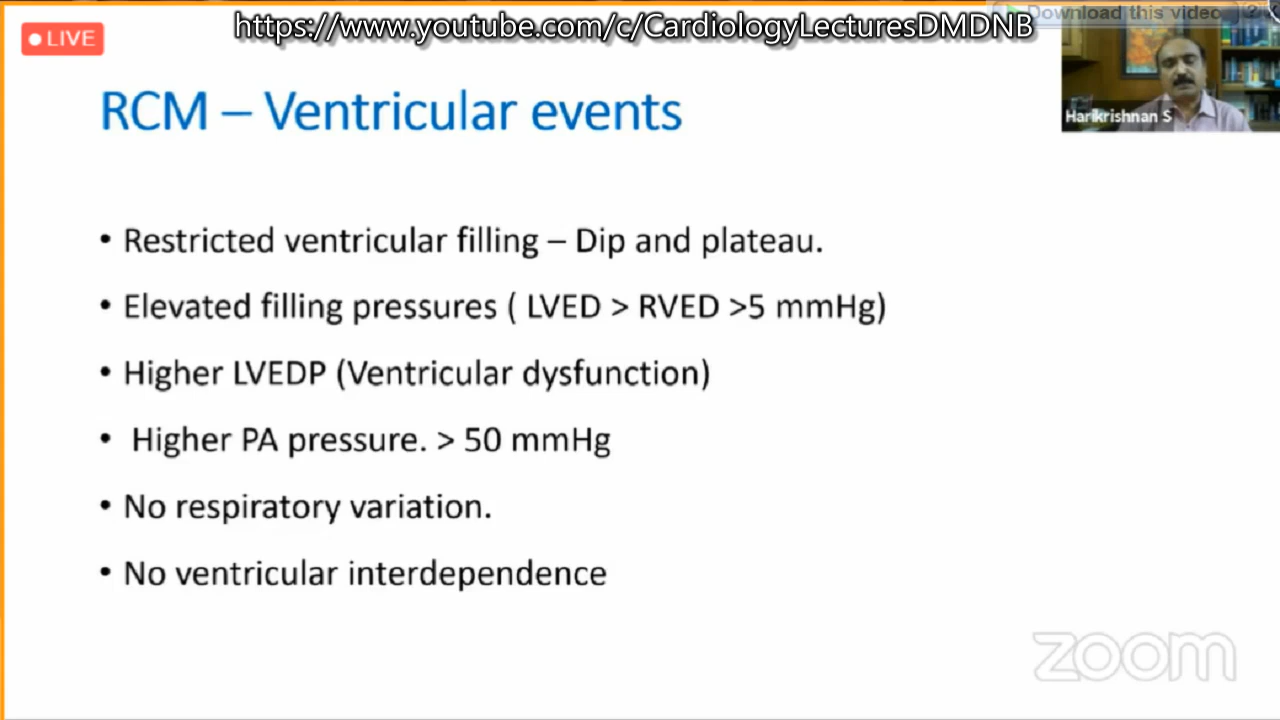 https://www.youtube.com/c/CardiologyLecturesDMDNB
Download this video
LIVE
Harikrishnan S
RCM – Ventricular events
• Restricted ventricular filling – Dip and plateau.
• Elevated filling pressures ( LVED > RVED >5 mmHg)
• Higher LVEDP (Ventricular dysfunction)
• Higher PA pressure. > 50 mmHg
• No respiratory variation.
• No ventricular interdependence
zoom